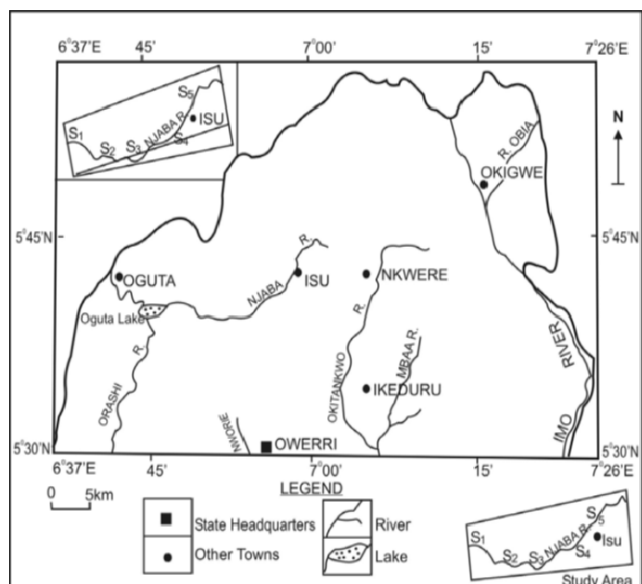 6°37'E 45' 7°00' 15' 7°26'E
S5
S1 NJABA R. ISU
S2 S3 S4
N
R. OBIA
OKIGWE
5°45'N 5°45'N
R.
OGUTA ISU NKWERE
NJABA
Oguta Lake
R.
R. MBAA R. RIVER
ORASHI OKITANKWO IKEDURU
NWORIE IMO
OWERRI
5°30'N 5°30'N
6°37'E 45' 7°00' 15' 7°26'E
0 5km
LEGEND
State Headquarters River
Other Towns Lake
S1 NJABA R. S5
S2 S3 S4 Isu
Study Area